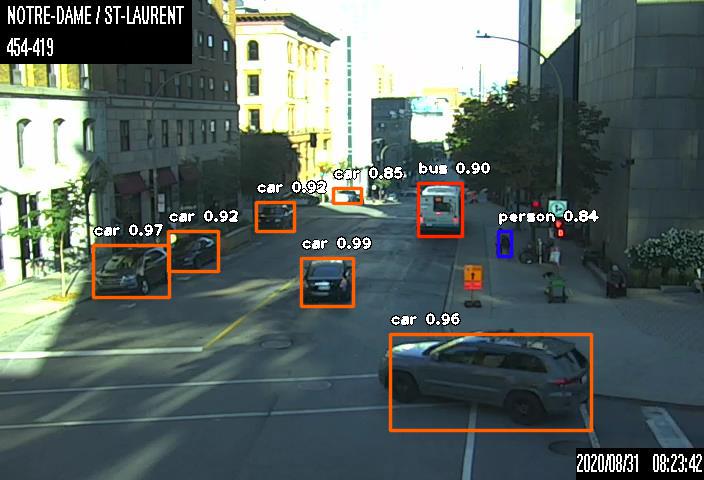 NOTRE-DAME / ST-LAURENT
454-419
car 0.85
bus 0.90
car 0.92
car 0.92
person 0.84
car 0.97
car 0.99
car 0.96
2020/08/31 08:23:42